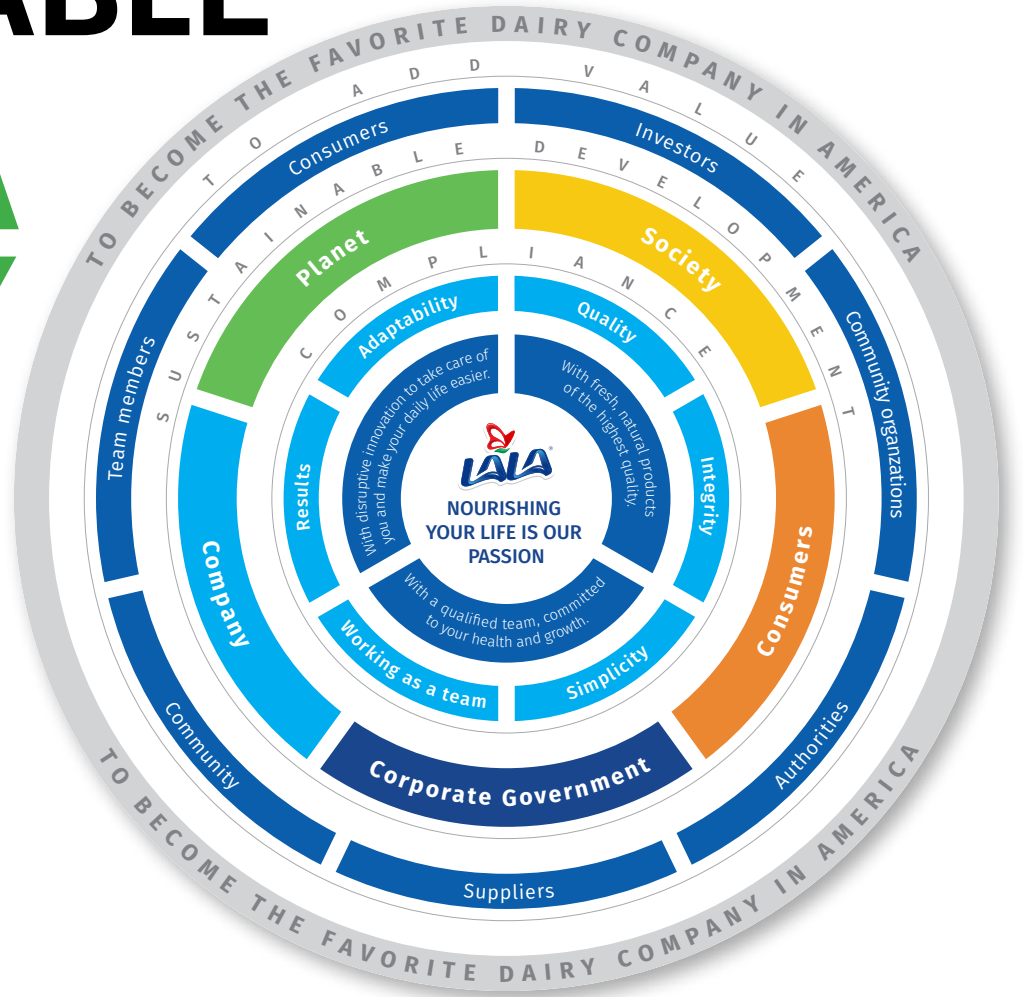 ABLE
TO BECOME THE FAVORITE DAIRY COMPANY IN AMERICA
TO ADD VALUE
Consumers
Investors
Community organzations
Authorities
Suppliers
Community
Team members
SUSTAINABLE DEVELOPMENT
Planet
Society
Consumers
Corporate Government
Company
COMPLIANCE
Adaptability
Quality
Integrity
Simplicity
Working as a team
Results
With disruptive innovation to take care of
you and make your daily life easier.
With fresh, natural products
of the highest quality.
With a qualified team, committed
to your health and growth.
LALA®
NOURISHING
YOUR LIFE IS OUR
PASSION
TO BECOME THE FAVORITE DAIRY COMPANY IN AMERICA